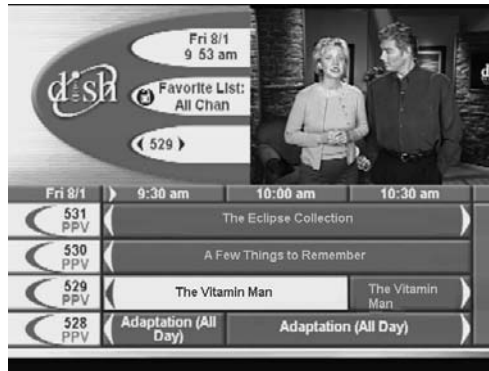 Fri 8/1
9 53 am
dish
Favorite List:
All Chan
529
Fri 8/1 9:30 am 10:00 am 10:30 am
531
PPV
The Eclipse Collection
530
PPV
A Few Things to Remember
529
PPV
The Vitamin Man
The Vitamin
Man
528
PPV
Adaptation (All
Day)
Adaptation (All Day)